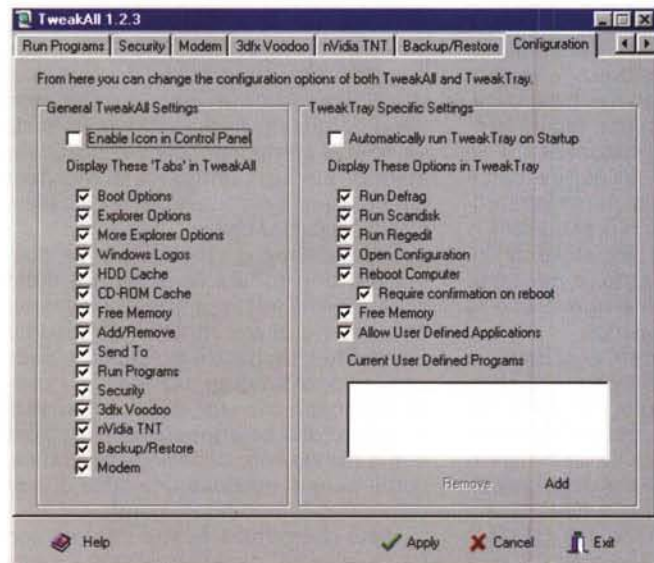 TweakAll 1.2.3
Run Programs Security Modem 3dfx Voodoo nVidia TNT Backup/Restore Configuration
From here you can change the configuration options of both TweakAll and TweakTray.
General TweakAll Settings
Enable Icon in Control Panel
Display These 'Tabs' in TweakAll
Boot Options
Explorer Options
More Explorer Options
Windows Logos
HDD Cache
CD-ROM Cache
Free Memory
Add/Remove
Send To
Run Programs
Security
3dfx Voodoo
nVidia TNT
Backup/Restore
Modem
TweakTray Specific Settings
Automatically run TweakTray on Startup
Display These Options in TweakTray
Run Defrag
Run Scandisk
Run Regedit
Open Configuration
Reboot Computer
Require confirmation on reboot
Free Memory
Allow User Defined Applications
Current User Defined Programs
Remove Add
Help Apply Cancel Exit